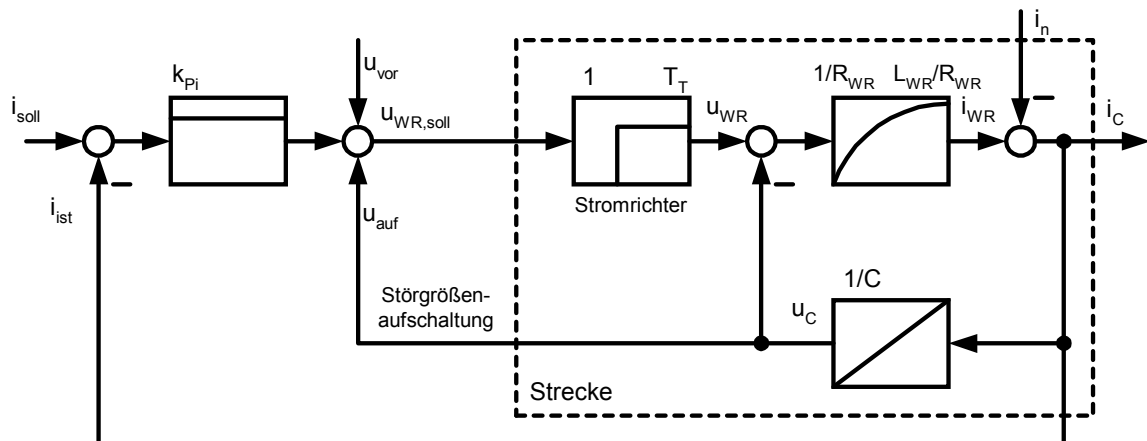 i_n
k_Pi
u_vor
1 T_T
1/R_WR L_WR/R_WR
i_soll
u_WR,soll
u_WR
i_WR
i_C
Stromrichter
i_ist
u_auf
1/C
Störgrößen-
aufschaltung
u_C
Strecke